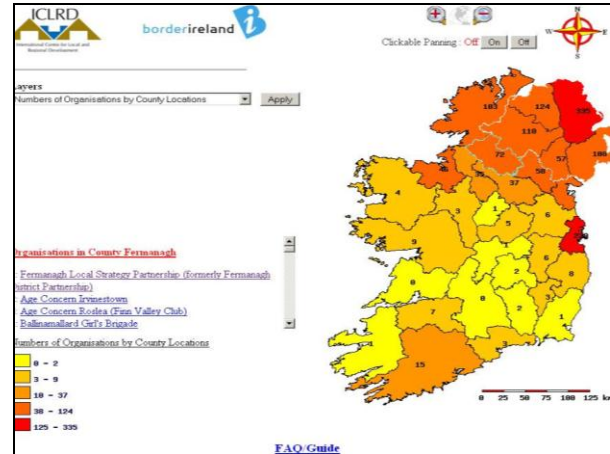 ICLRD
International Centre for Local and
Regional Development
borderireland i
N
W
S
Clickable Panning : Off On Off
ayers
Numbers of Organisations by County Locations Apply
183
124
335
110
72
57
50
37
4
3
1
5
6
9
1
2
6
8
0
0
2
3
1
7
1
15
3
Organisations in County Fermanagh
: Fermanagh Local Strategy Partnership (formerly Fermanagh
District Partnership)
: Age Concern Irvinestown
: Age Concern Roslea (Finn Valley Club)
: Ballinamallard Girl's Brigade
Numbers of Organisations by County Locations
0 - 2
3 - 9
10 - 37
38 - 124
125 - 335
0 25 50 75 100 125 km
FAQ/Guide